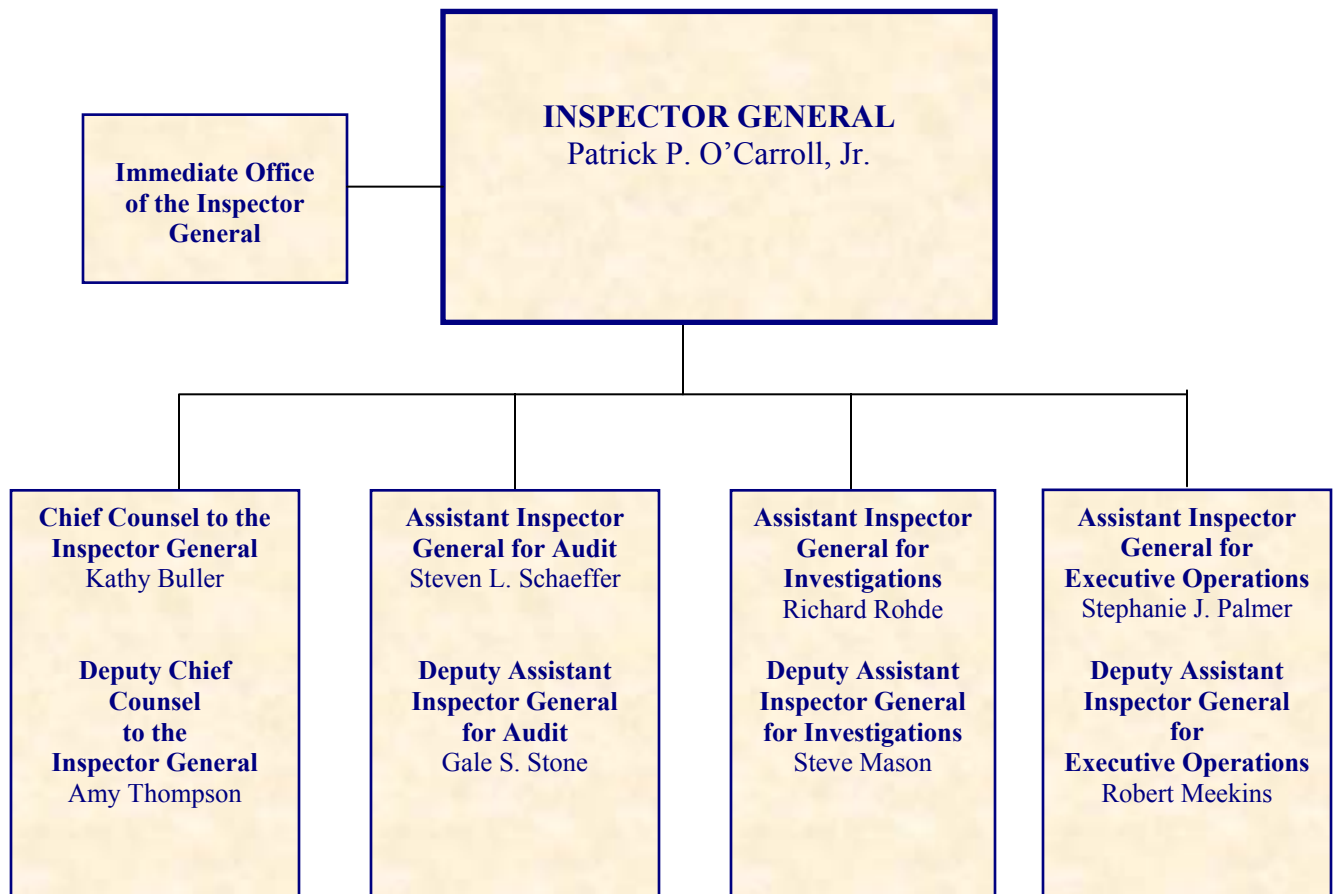 INSPECTOR GENERAL
Patrick P. O’Carroll, Jr.
Immediate Office
of the Inspector
General
Chief Counsel to the
Inspector General
Kathy Buller
Deputy Chief
Counsel
to the
Inspector General
Amy Thompson
Assistant Inspector
General for Audit
Steven L. Schaeffer
Deputy Assistant
Inspector General
for Audit
Gale S. Stone
Assistant Inspector
General for
Investigations
Richard Rohde
Deputy Assistant
Inspector General
for Investigations
Steve Mason
Assistant Inspector
General for
Executive Operations
Stephanie J. Palmer
Deputy Assistant
Inspector General
for
Executive Operations
Robert Meekins